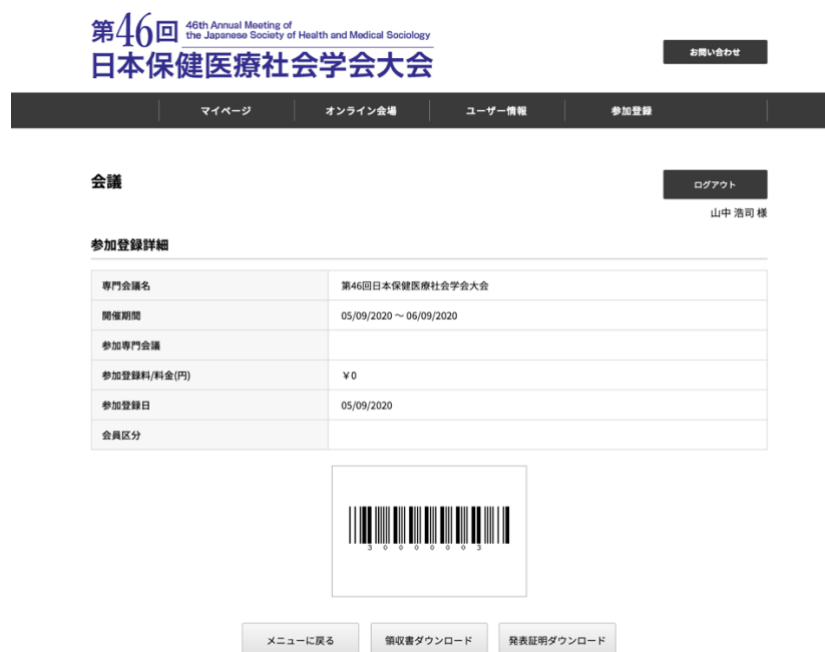 第46回 46th Annual Meeting of
the Japanese Society of Health and Medical Sociology
日本保健医療社会学会大会
お問い合わせ
マイページ オンライン会場 ユーザー情報 参加登録
会議
ログアウト
山中 浩司 様
参加登録詳細
専門会議名 第46回日本保健医療社会学会大会
開催期間 05/09/2020 ～ 06/09/2020
参加専門会議
参加登録料/料金(円) ￥0
参加登録日 05/09/2020
会員区分
3 0 0 0 0 0 0 3
メニューに戻る 領収書ダウンロード 発表証明ダウンロード